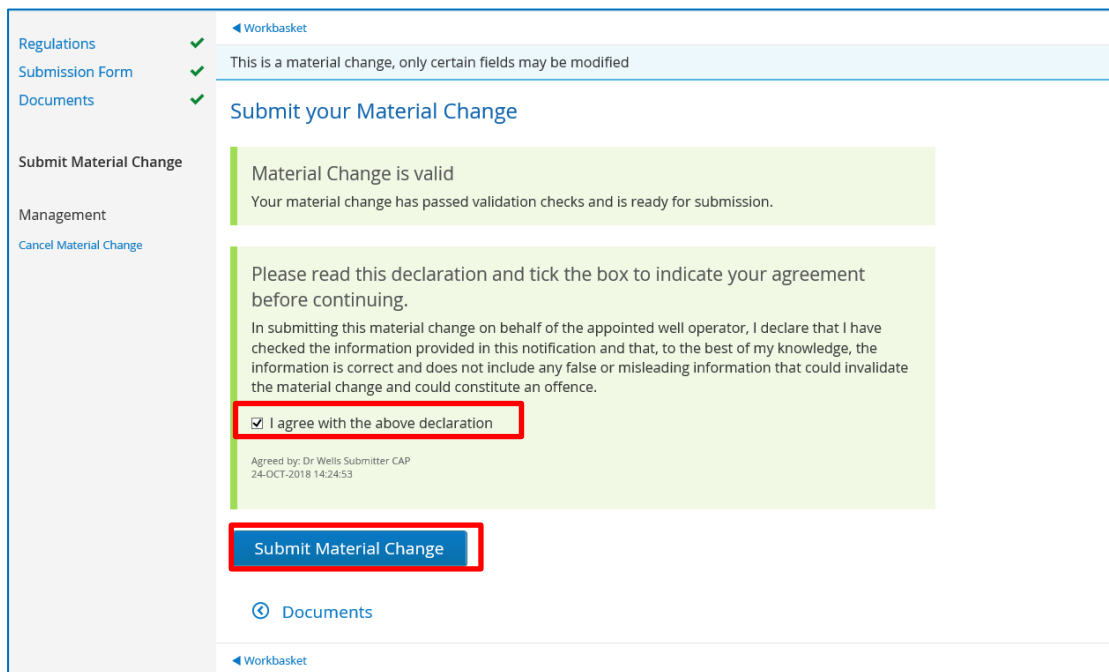 Regulations
Submission Form
Documents
Submit Material Change
Management
Cancel Material Change
Workbasket
This is a material change, only certain fields may be modified
Submit your Material Change
Material Change is valid
Your material change has passed validation checks and is ready for submission.
Please read this declaration and tick the box to indicate your agreement
before continuing.
In submitting this material change on behalf of the appointed well operator, I declare that I have
checked the information provided in this notification and that, to the best of my knowledge, the
information is correct and does not include any false or misleading information that could invalidate
the material change and could constitute an offence.
I agree with the above declaration
Agreed by: Dr Wells Submitter CAP
24-OCT-2018 14:24:53
Submit Material Change
Documents
Workbasket